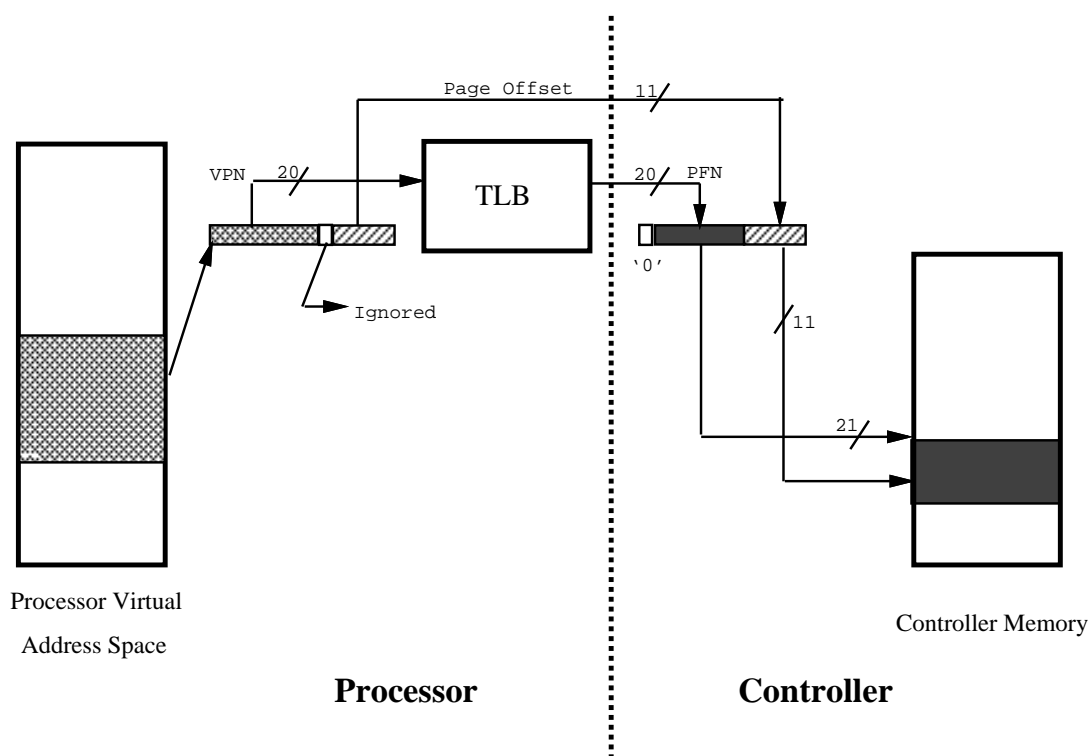 Page Offset
11
VPN
20
TLB
20
PFN
'0'
Ignored
11
21
Processor Virtual
Address Space
Controller Memory
Processor
Controller